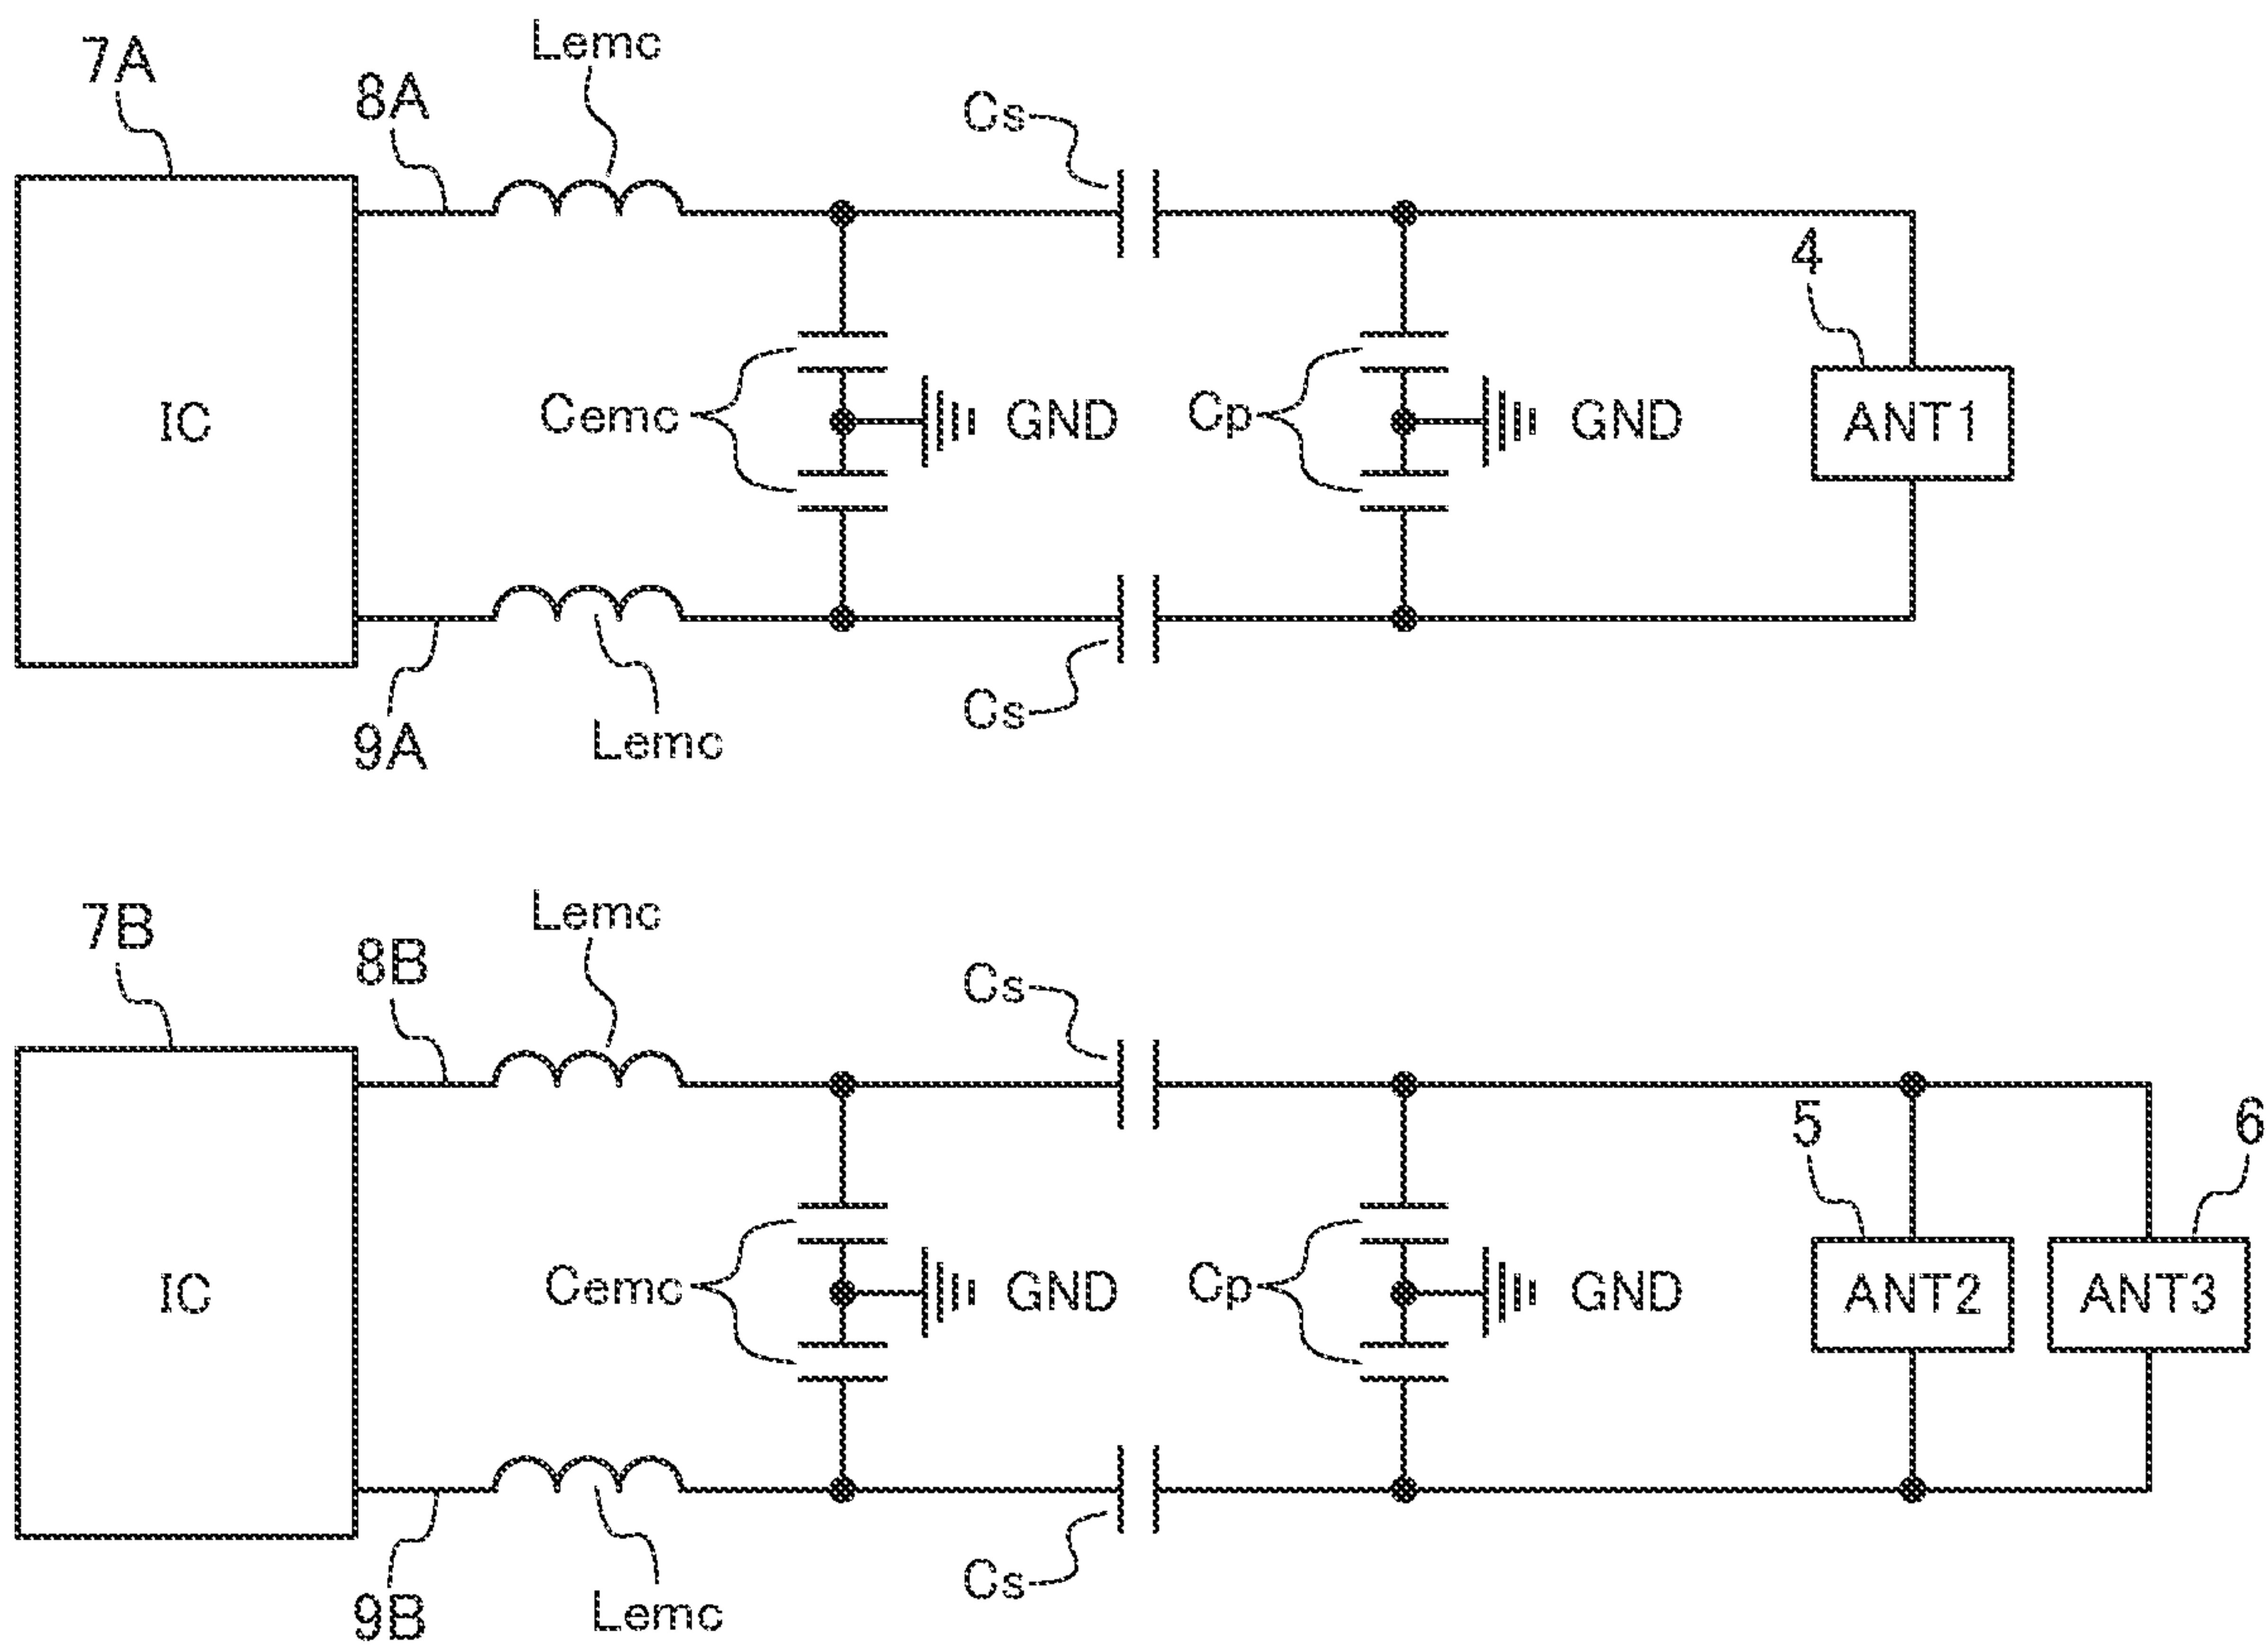 Lemc
7A
8A
Cs
4
IC
Cemc
GND
Cp
GND
ANT1
Cs
9A
Lemc
Lemc
7B
8B
Cs
5
6
IC
Cemc
GND
Cp
GND
ANT2
ANT3
Cs
9B
Lemc